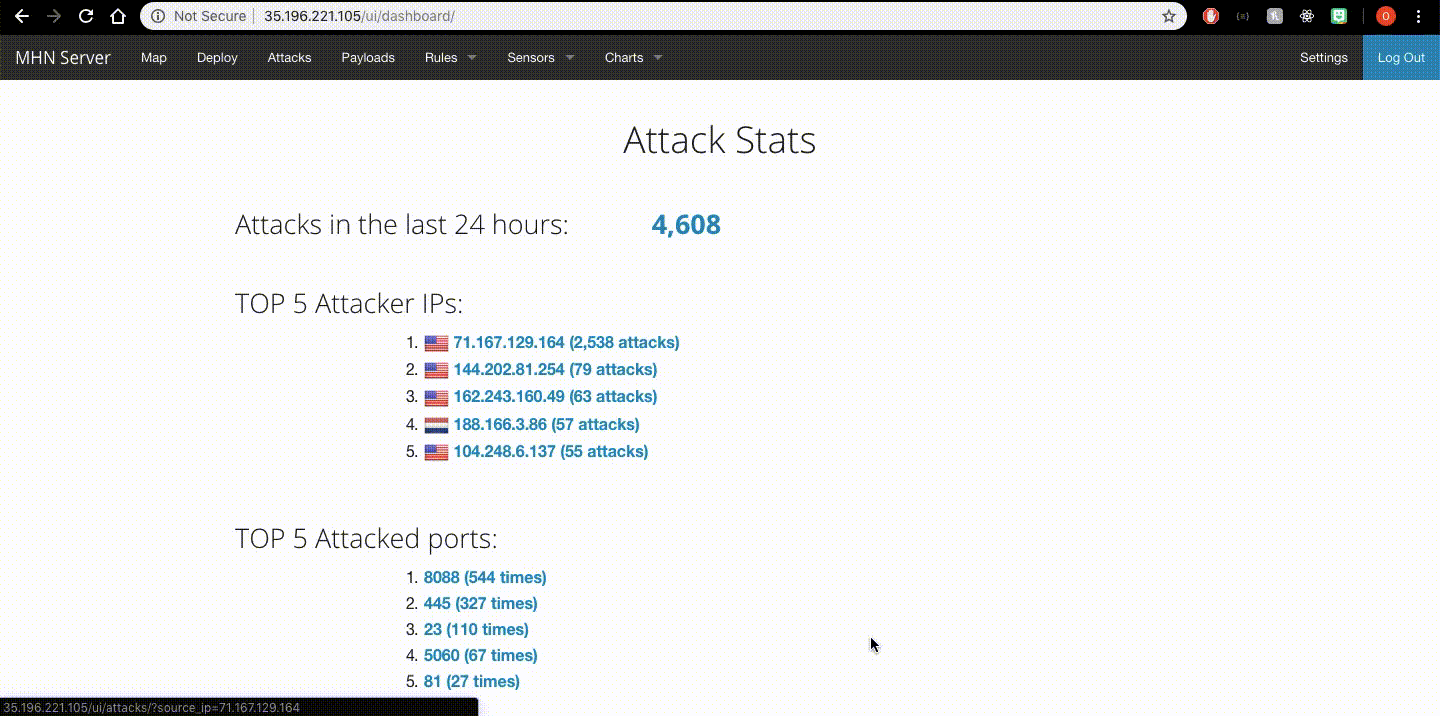 Not Secure 35.196.221.105/ui/dashboard/ O
MHN Server Map Deploy Attacks Payloads Rules Sensors Charts Settings Log Out
Attack Stats
Attacks in the last 24 hours: 4,608
TOP 5 Attacker IPs:
1. 71.167.129.164 (2,538 attacks)
2. 144.202.81.254 (79 attacks)
3. 162.243.160.49 (63 attacks)
4. 188.166.3.86 (57 attacks)
5. 104.248.6.137 (55 attacks)
TOP 5 Attacked ports:
1. 8088 (544 times)
2. 445 (327 times)
3. 23 (110 times)
4. 5060 (67 times)
5. 81 (27 times)
35.196.221.105/ui/attacks/?source_ip=71.167.129.164